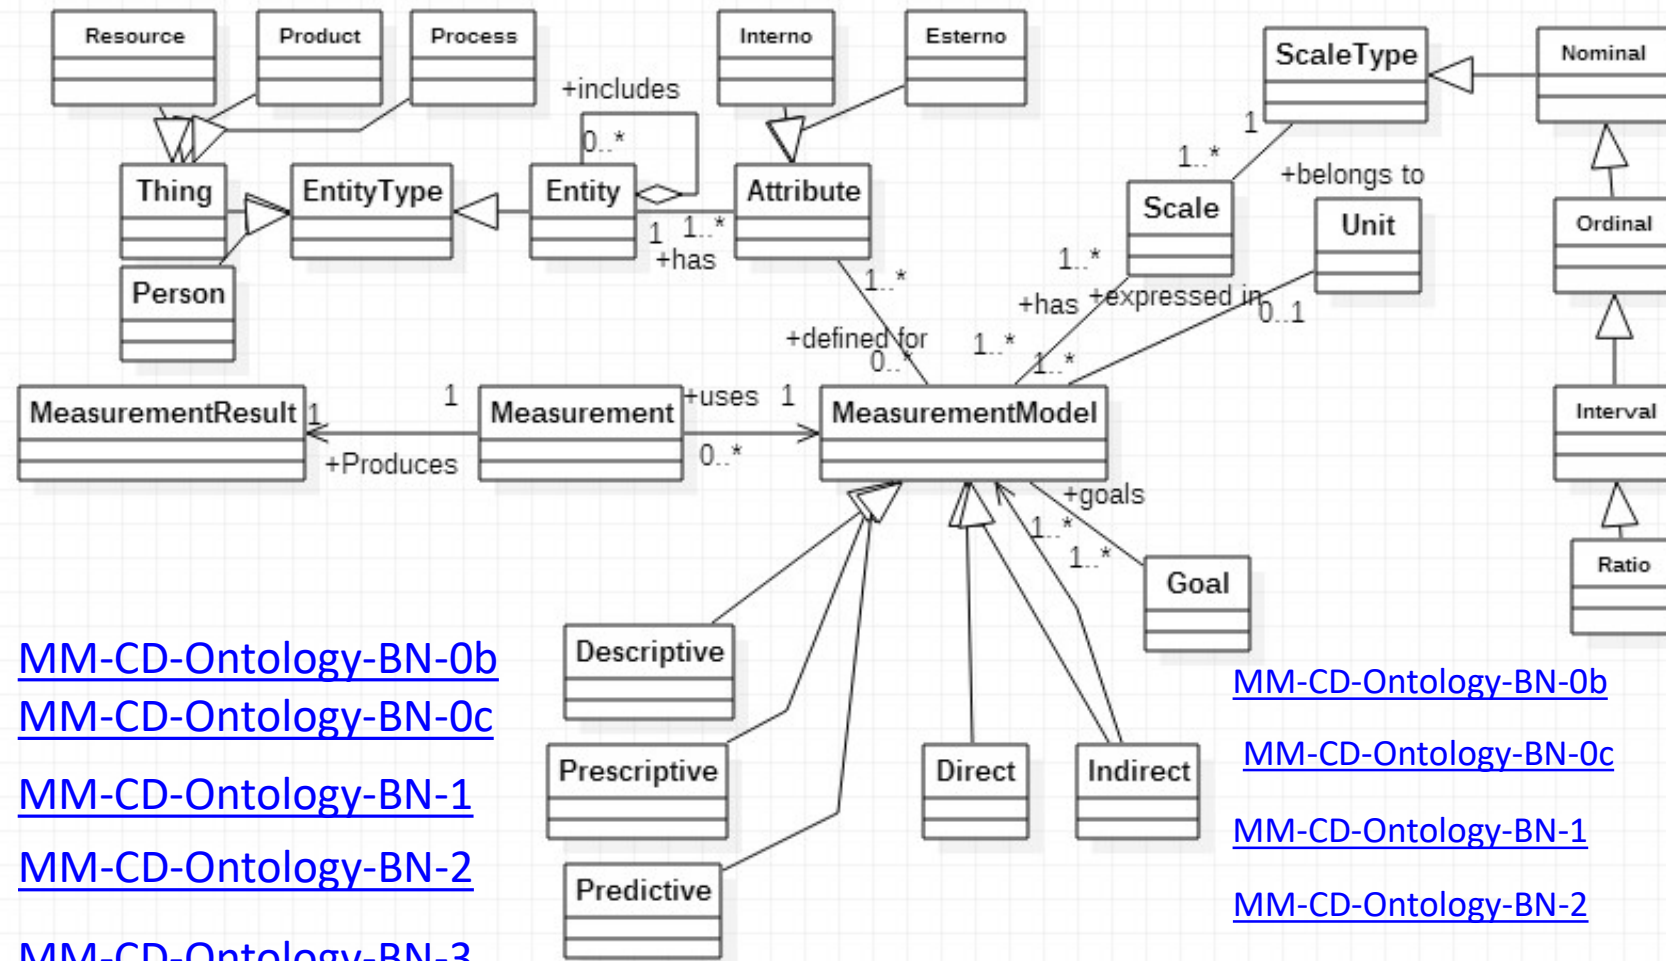 Resource
Product
Process
Interno
Esterno
ScaleType
Nominal
+includes
0..*
1
1..*
+belongs to
Thing
EntityType
Entity
Attribute
Scale
Unit
Ordinal
1
1..*
+has
1..*
1..*
+has
+expressed in
0..1
Person
+defined for
0..*
1..*
1..*
MeasurementResult
1
1
+Produces
Measurement
+uses
1
0..*
MeasurementModel
Interval
+goals
1..*
1..*
Goal
Ratio
Descriptive
Prescriptive
Predictive
Direct
Indirect
MM-CD-Ontology-BN-0b
MM-CD-Ontology-BN-0c
MM-CD-Ontology-BN-1
MM-CD-Ontology-BN-2
MM-CD-Ontology-BN-3
MM-CD-Ontology-BN-0b
MM-CD-Ontology-BN-0c
MM-CD-Ontology-BN-1
MM-CD-Ontology-BN-2